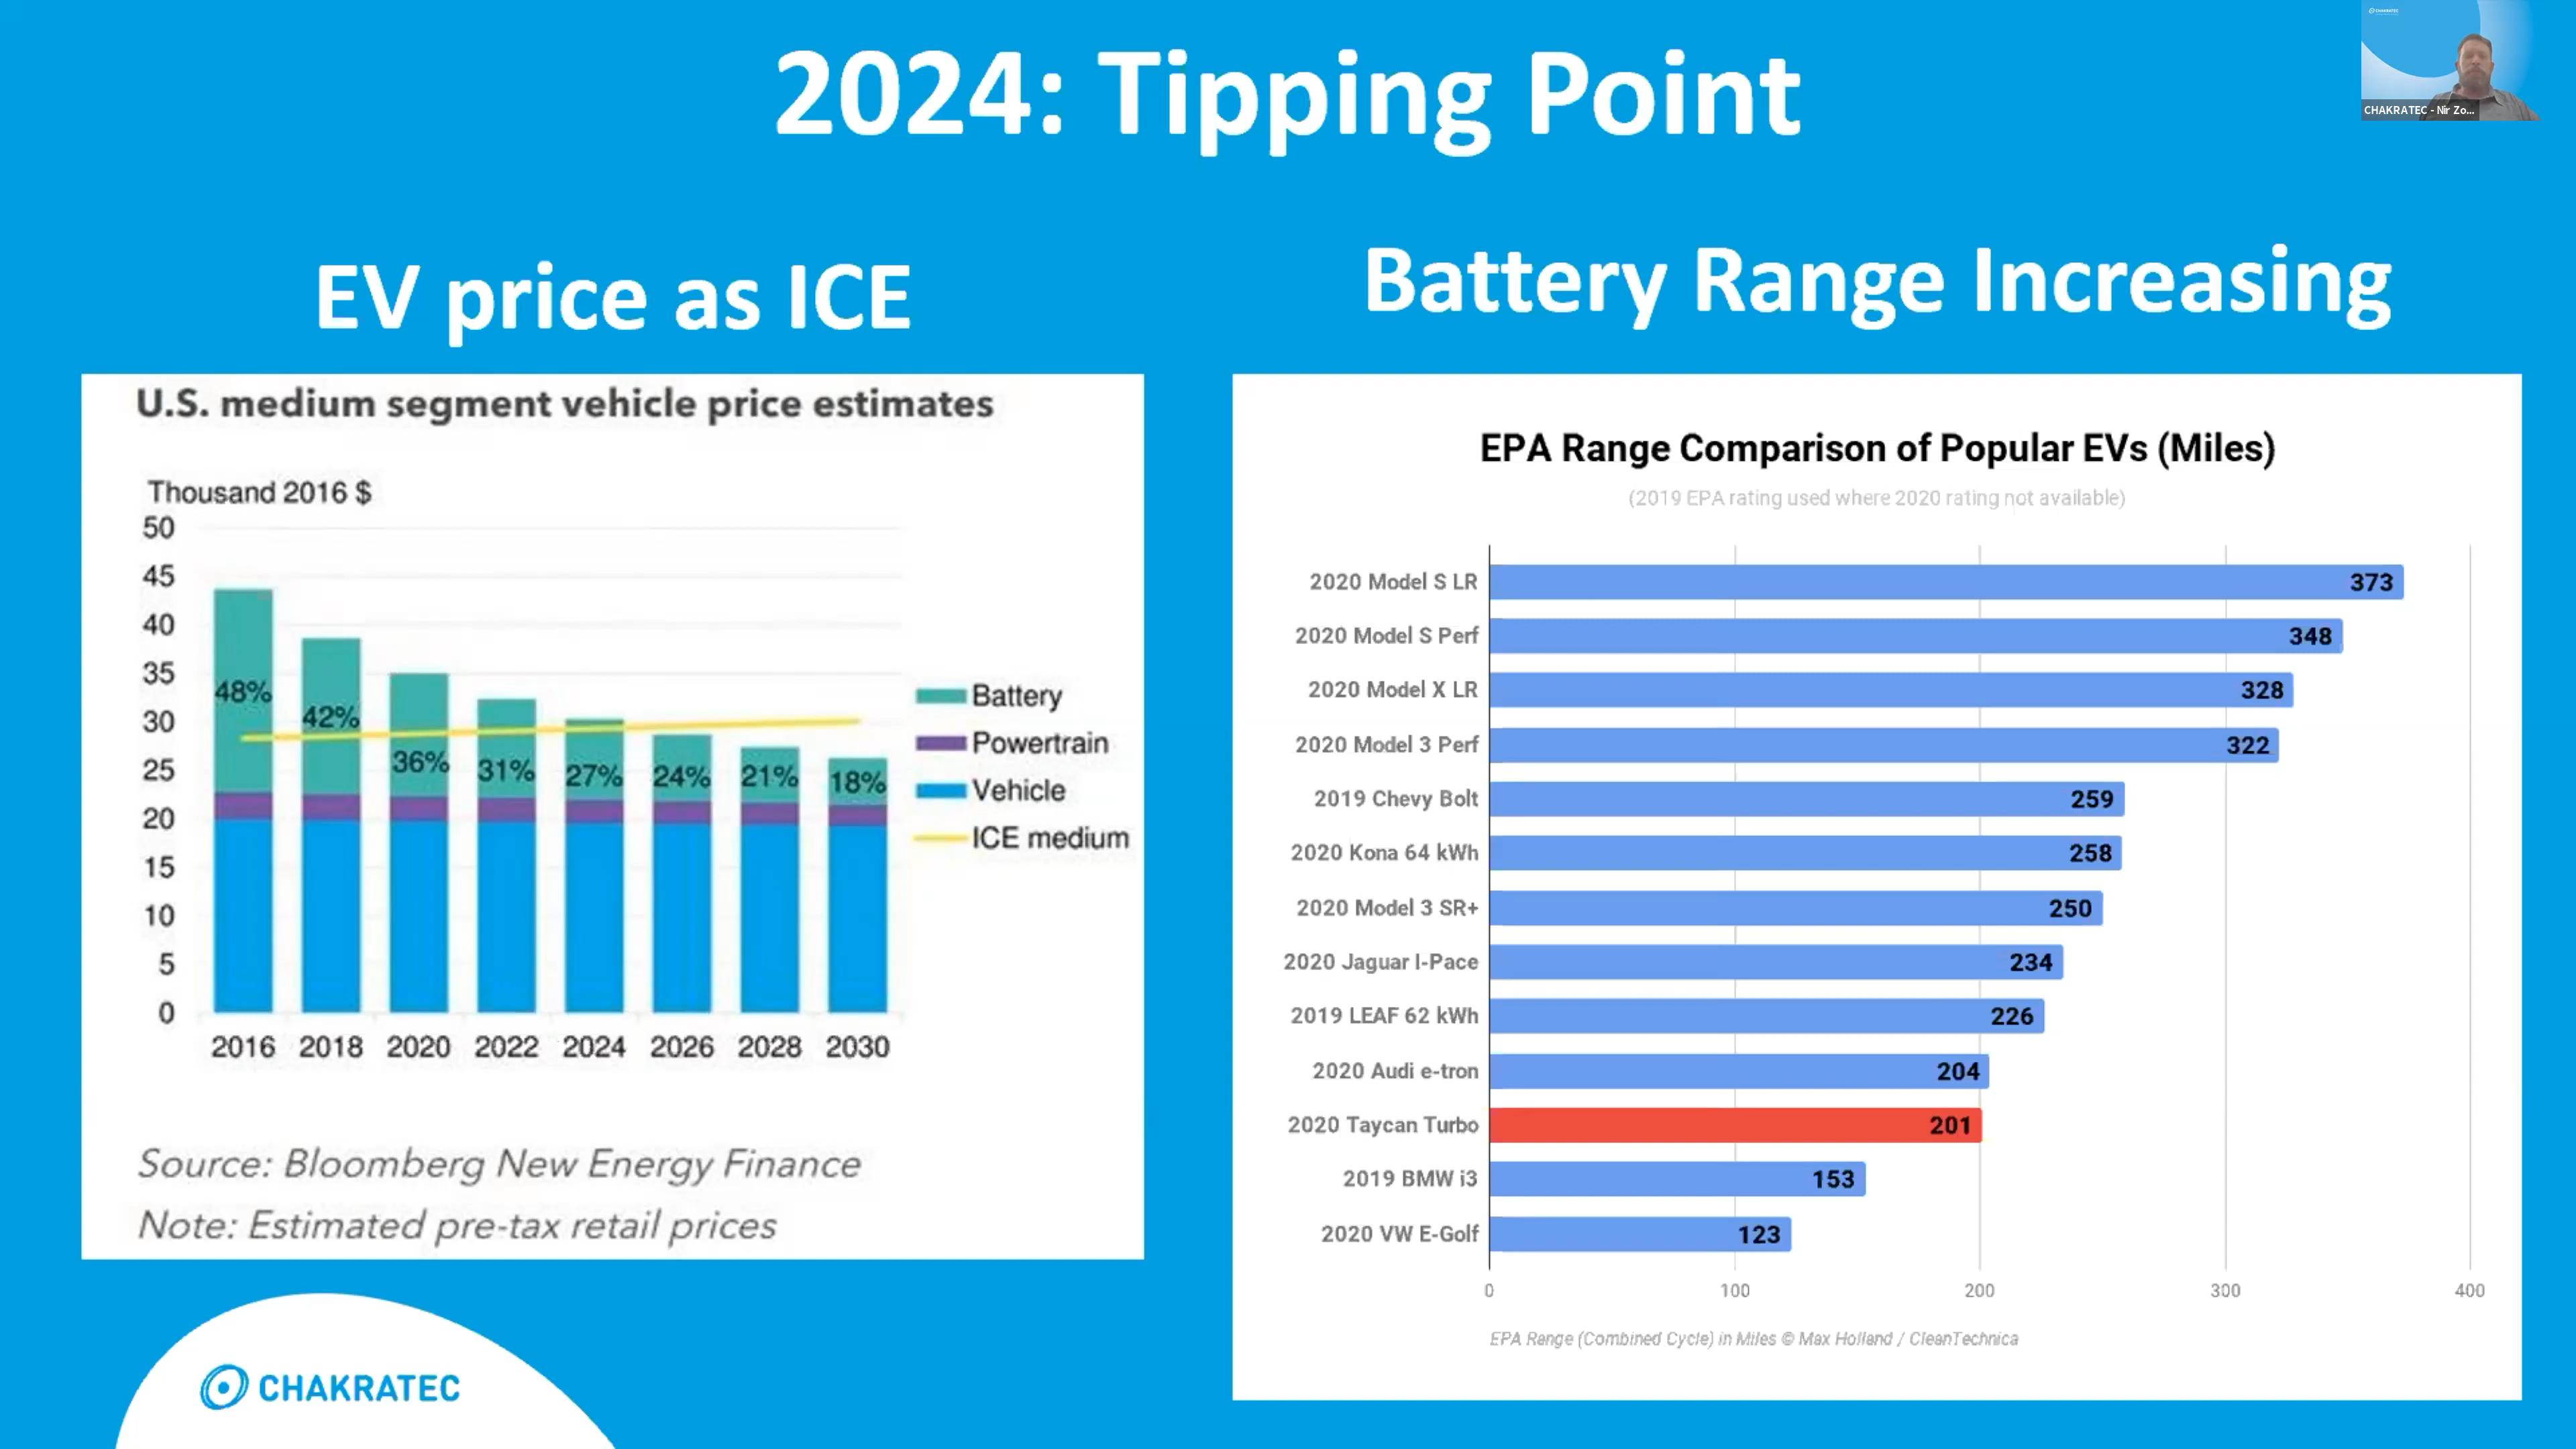 2024: Tipping Point
CHAKRATEC
CHAKRATEC - Nir Zo...
EV price as ICE
Battery Range Increasing
U.S. medium segment vehicle price estimates
Thousand 2016 $
50
45
40
35
30
25
20
15
10
5
0
48%
42%
36%
31%
27%
24%
21%
18%
2016 2018 2020 2022 2024 2026 2028 2030
Battery
Powertrain
Vehicle
ICE medium
Source: Bloomberg New Energy Finance
Note: Estimated pre-tax retail prices
EPA Range Comparison of Popular EVs (Miles)
(2019 EPA rating used where 2020 rating not available)
2020 Model S LR 373
2020 Model S Perf 348
2020 Model X LR 328
2020 Model 3 Perf 322
2019 Chevy Bolt 259
2020 Kona 64 kWh 258
2020 Model 3 SR+ 250
2020 Jaguar I-Pace 234
2019 LEAF 62 kWh 226
2020 Audi e-tron 204
2020 Taycan Turbo 201
2019 BMW i3 153
2020 VW E-Golf 123
0 100 200 300 400
EPA Range (Combined Cycle) in Miles © Max Holland / CleanTechnica
CHAKRATEC